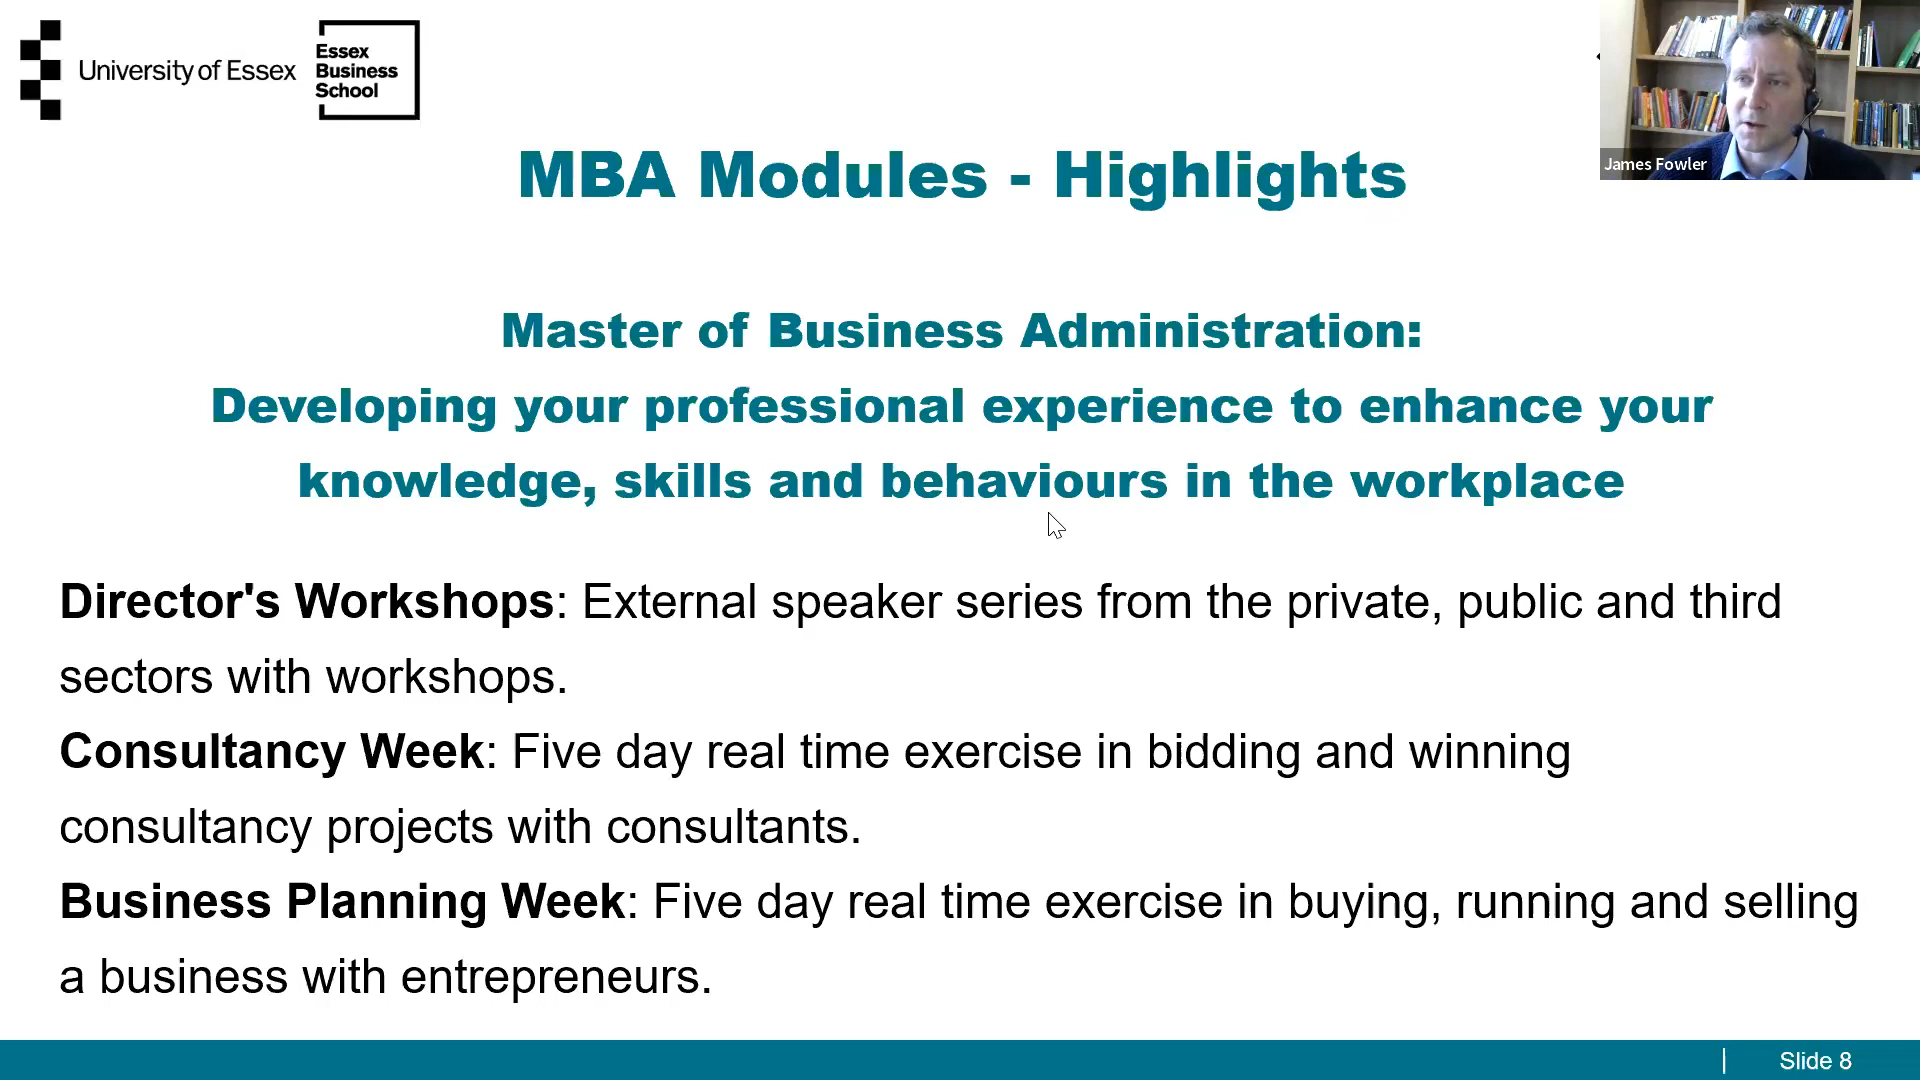 University of Essex
Essex
Business
School
James Fowler
MBA Modules - Highlights
Master of Business Administration:
Developing your professional experience to enhance your
knowledge, skills and behaviours in the workplace
Director's Workshops: External speaker series from the private, public and third
sectors with workshops.
Consultancy Week: Five day real time exercise in bidding and winning
consultancy projects with consultants.
Business Planning Week: Five day real time exercise in buying, running and selling
a business with entrepreneurs.
| Slide 8